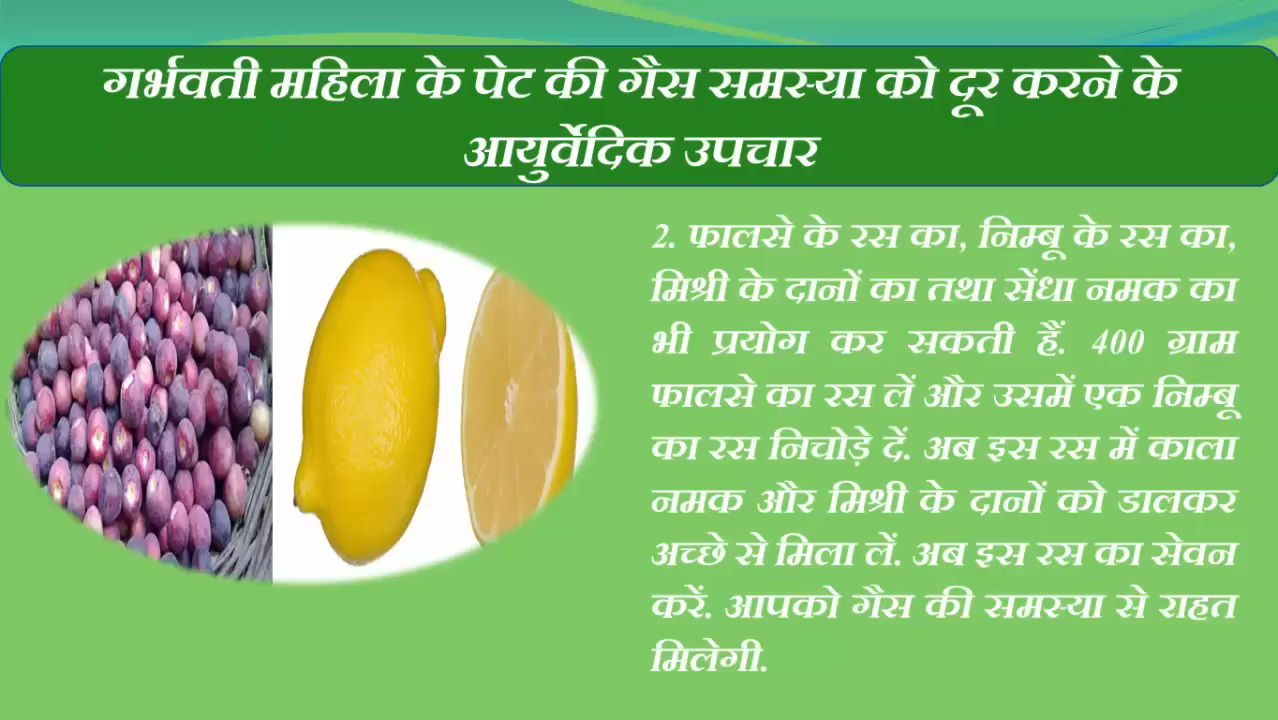 गर्भवती महिला के पेट की गैस समस्या को दूर करने के
आयुर्वेदिक उपचार
2. फालसे के रस का, निम्बू के रस का,
मिश्री के दानों का तथा सेंधा नमक का
भी प्रयोग कर सकती हैं. 400 ग्राम
फालसे का रस लें और उसमें एक निम्बू
का रस निचोड़े दें. अब इस रस में काला
नमक और मिश्री के दानों को डालकर
अच्छे से मिला लें. अब इस रस का सेवन
करें. आपको गैस की समस्या से राहत
मिलेगी.